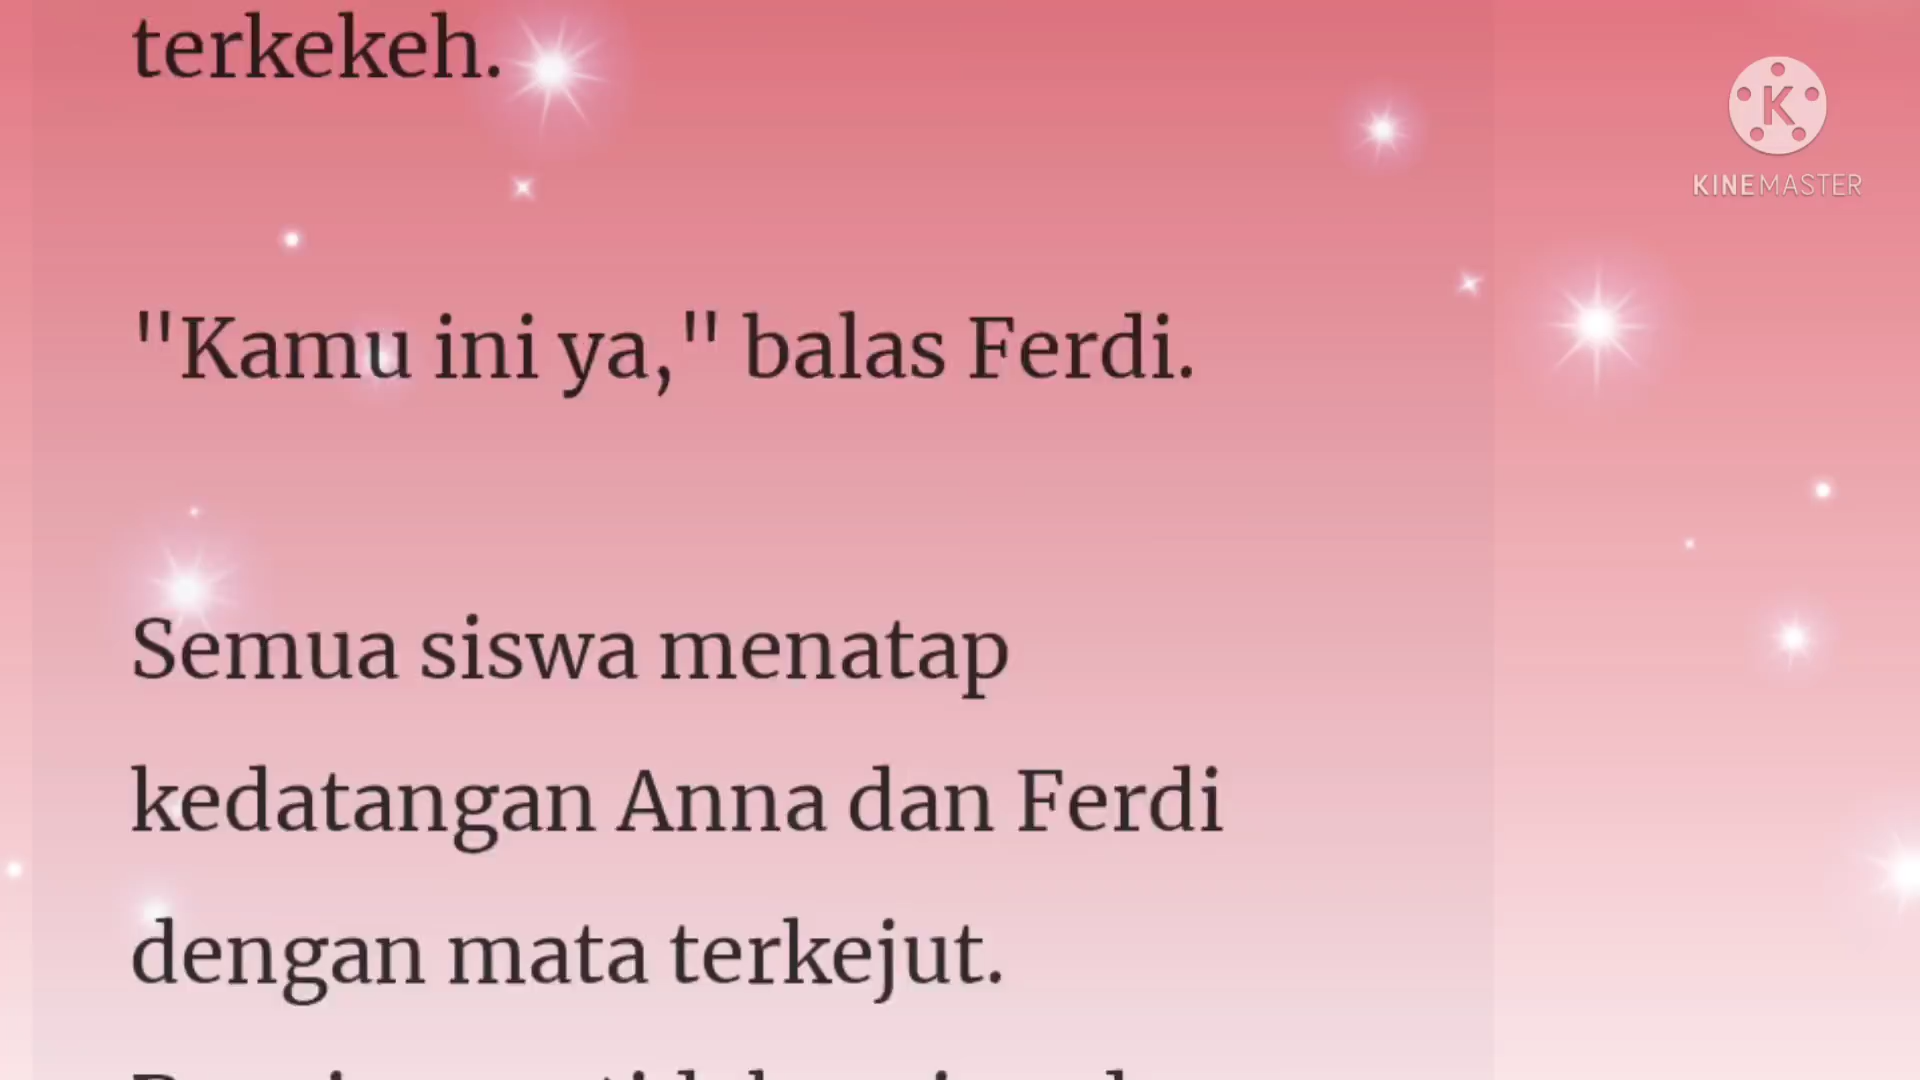 terkekeh.
K
KINEMASTER
"Kamu ini ya," balas Ferdi.
Semua siswa menatap
kedatangan Anna dan Ferdi
dengan mata terkejut.